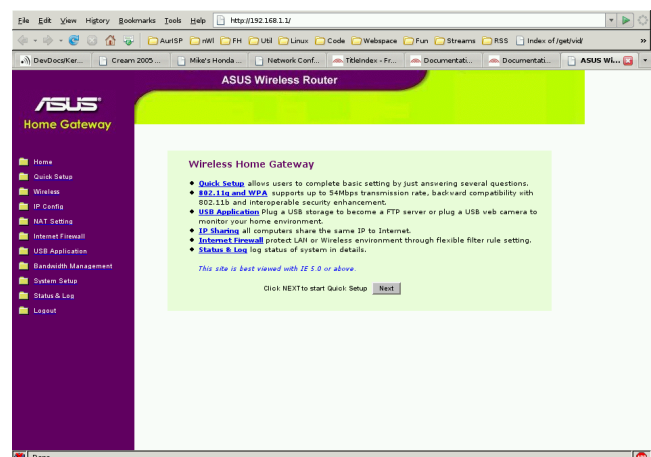 File Edit View History Bookmarks Tools Help http://192.168.1.1/
AurISP nWl FH Util Linux Code Webspace Fun Streams RSS Index of /get/vid/ »
DevDocs/Ker... Cream 2005 ... Mike's Honda ... Network Conf... TitleIndex - Fr... Documentati... Documentati... ASUS Wi...
ASUS Wireless Router
ASUS
Home Gateway
Home
Quick Setup
Wireless
IP Config
NAT Setting
Internet Firewall
USB Application
Bandwidth Management
System Setup
Status & Log
Logout
Wireless Home Gateway
Quick Setup allows users to complete basic setting by just answering several questions.
802.11g and WPA supports up to 54Mbps transmission rate, backward compatibility with
802.11b and interoperable security enhancement.
USB Application Plug a USB storage to become a FTP server or plug a USB web camera to
monitor your home environment.
IP Sharing all computers share the same IP to Internet.
Internet Firewall protect LAN or Wireless environment through flexible filter rule setting.
Status & Log log status of system in details.
This site is best viewed with IE 5.0 or above.
Click NEXT to start Quick Setup Next
Done